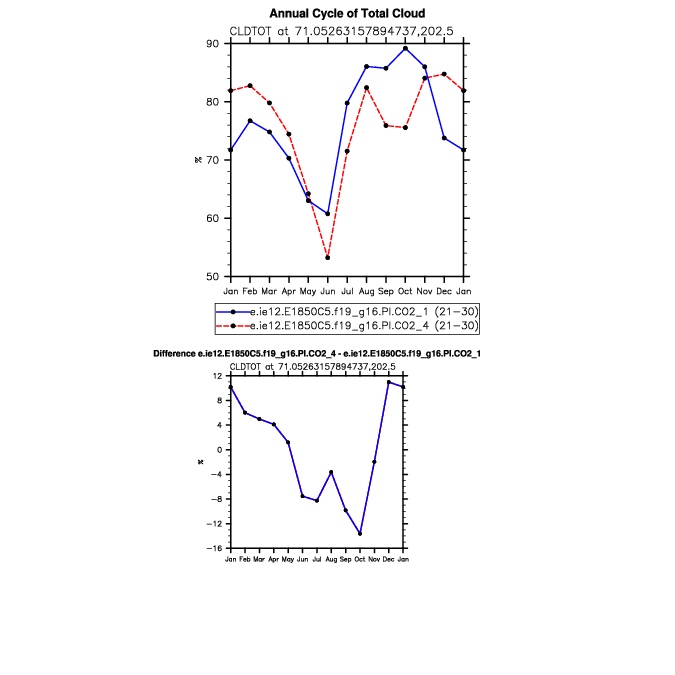 Annual Cycle of Total Cloud
CLDTOT at 71.05263157894737,202.5
90
80
70
60
50
%
Jan Feb Mar Apr May Jun Jul Aug Sep Oct Nov Dec Jan
e.ie12.E1850C5.f19_g16.PI.CO2_1 (21-30)
e.ie12.E1850C5.f19_g16.PI.CO2_4 (21-30)
Difference e.ie12.E1850C5.f19_g16.PI.CO2_4 - e.ie12.E1850C5.f19_g16.PI.CO2_1
CLDTOT at 71.05263157894737,202.5
12
8
4
0
-4
-8
-12
-16
%
Jan Feb Mar Apr May Jun Jul Aug Sep Oct Nov Dec Jan